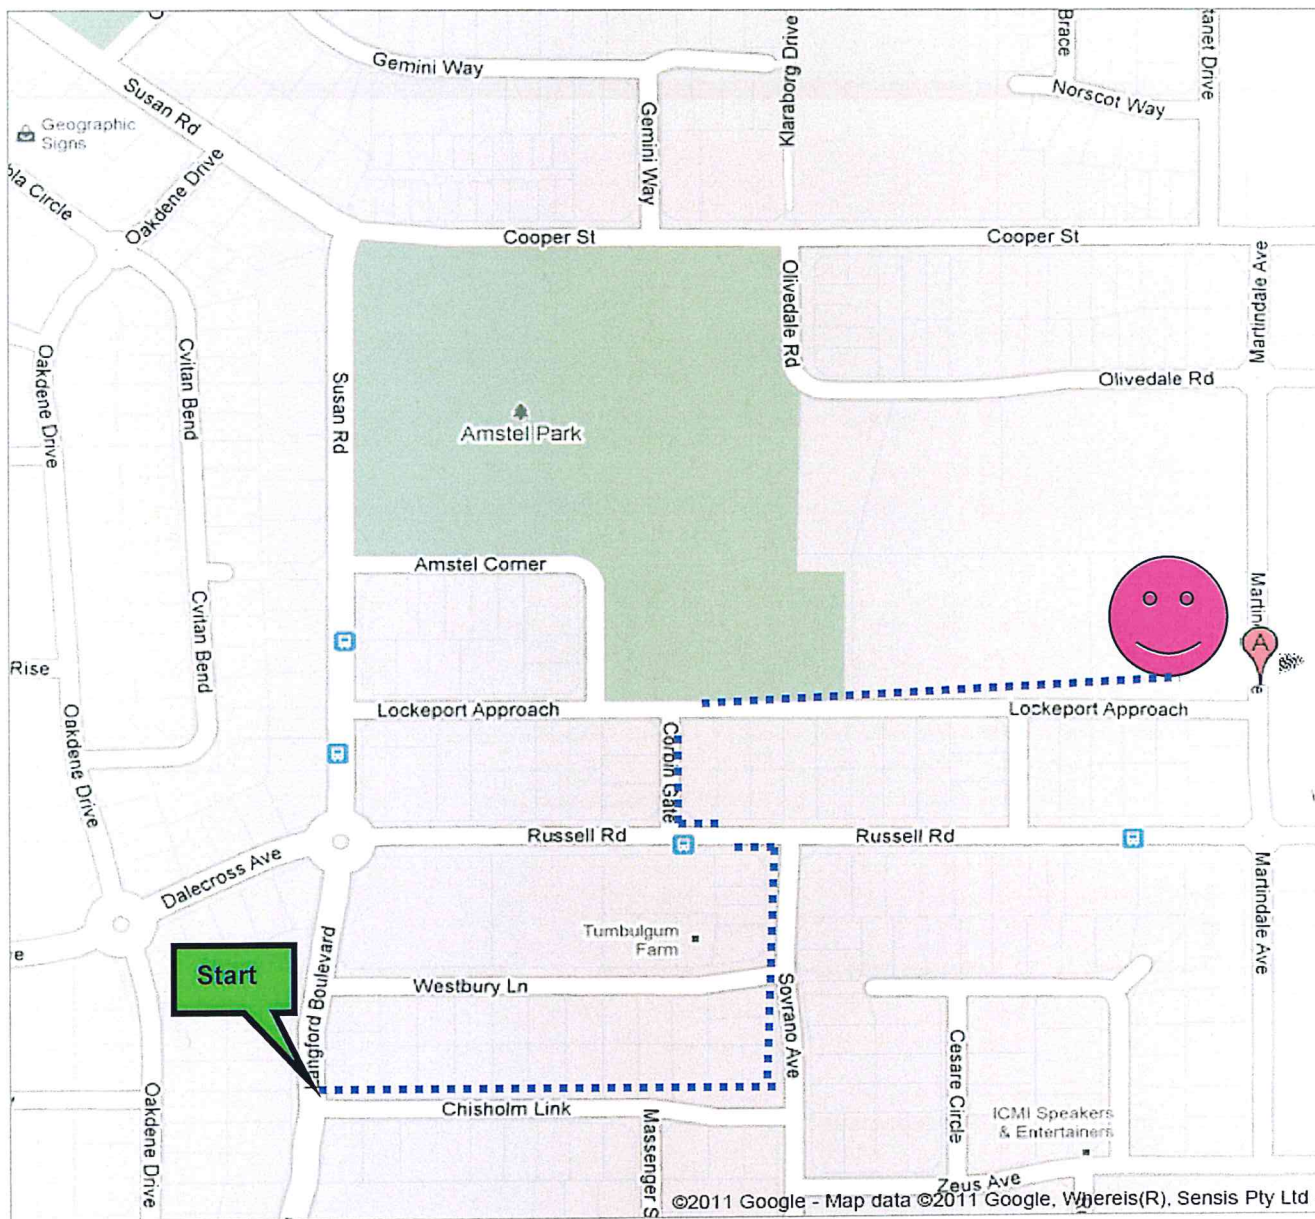 Gemini Way
Karabörg Drive
Brace
tanet Drive
Norscot Way
Susan Rd
Geographic
Signs
Gemini Way
bla Circle
Oakdene Drive
Cooper St
Cooper St
Olivedale Rd
Martindale Ave
Oakdene Drive
Cvitan Bend
Susan Rd
Olivedale Rd
Amstel Park
Amstel Corner
Cvitan Bend
A
Rise
Oakdene Drive
Lockeport Approach
Corbin Gate
Lockeport Approach
Russell Rd
Russell Rd
Dalecross Ave
Martindale Ave
Tumbulgum
Farm
Start
Westbury Ln
Sovrano Ave
Cesare Circle
Oakdene Drive
Chisholm Link
Massenger S
ICMI Speakers
& Entertainers
Zeus Ave
©2011 Google - Map data ©2011 Google, Whereis(R), Sensis Pty Ltd